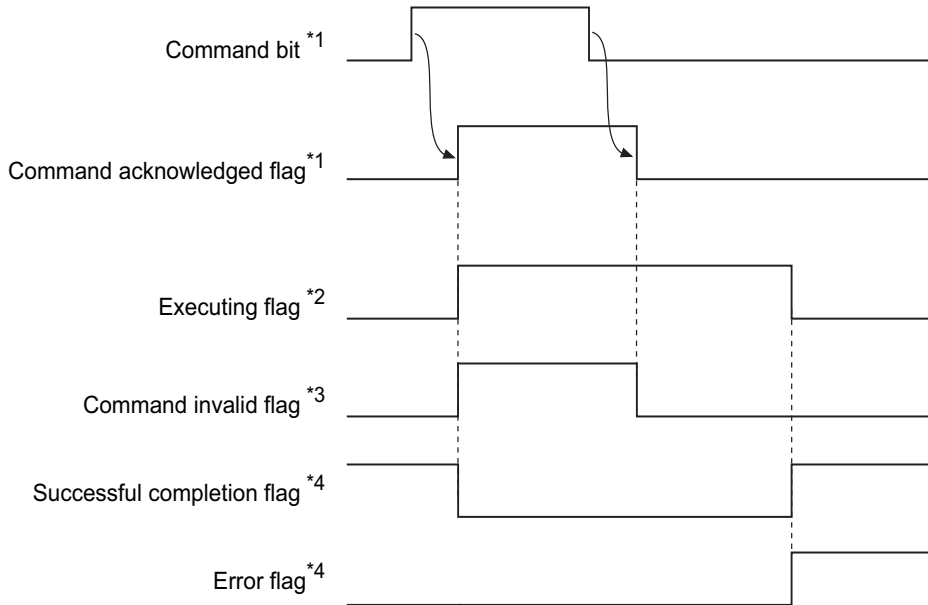 Command bit *1
Command acknowledged flag *1
Executing flag *2
Command invalid flag *3
Successful completion flag *4
Error flag *4